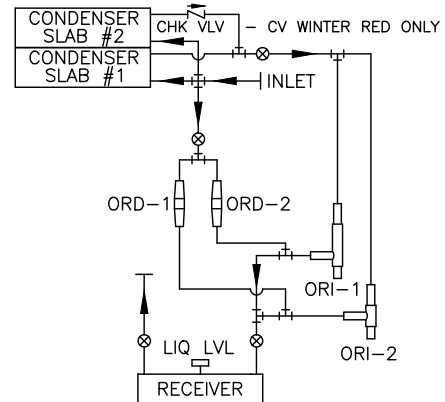 CONDENSER
SLAB #2
CHK VLV
- CV WINTER RED ONLY
CONDENSER
SLAB #1
INLET
ORD-1
ORD-2
ORI-1
ORI-2
LIQ LVL
RECEIVER